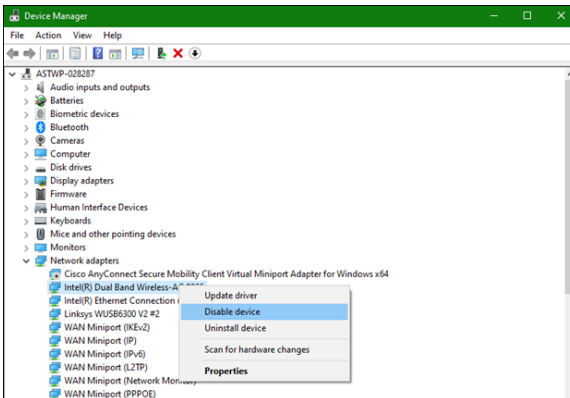 Device Manager
File Action View Help
ASTWP-028287
Audio inputs and outputs
Batteries
Biometric devices
Bluetooth
Cameras
Computer
Disk drives
Display adapters
Firmware
Human Interface Devices
Keyboards
Mice and other pointing devices
Monitors
Network adapters
Cisco AnyConnect Secure Mobility Client Virtual Miniport Adapter for Windows x64
Intel(R) Dual Band Wireless-AC
Intel(R) Ethernet Connection
Linksys WUSB6300 V2 #2
WAN Miniport (IKEv2)
WAN Miniport (IP)
WAN Miniport (IPv6)
WAN Miniport (L2TP)
WAN Miniport (Network Monitor)
WAN Miniport (PPPOE)
Update driver
Disable device
Uninstall device
Scan for hardware changes
Properties